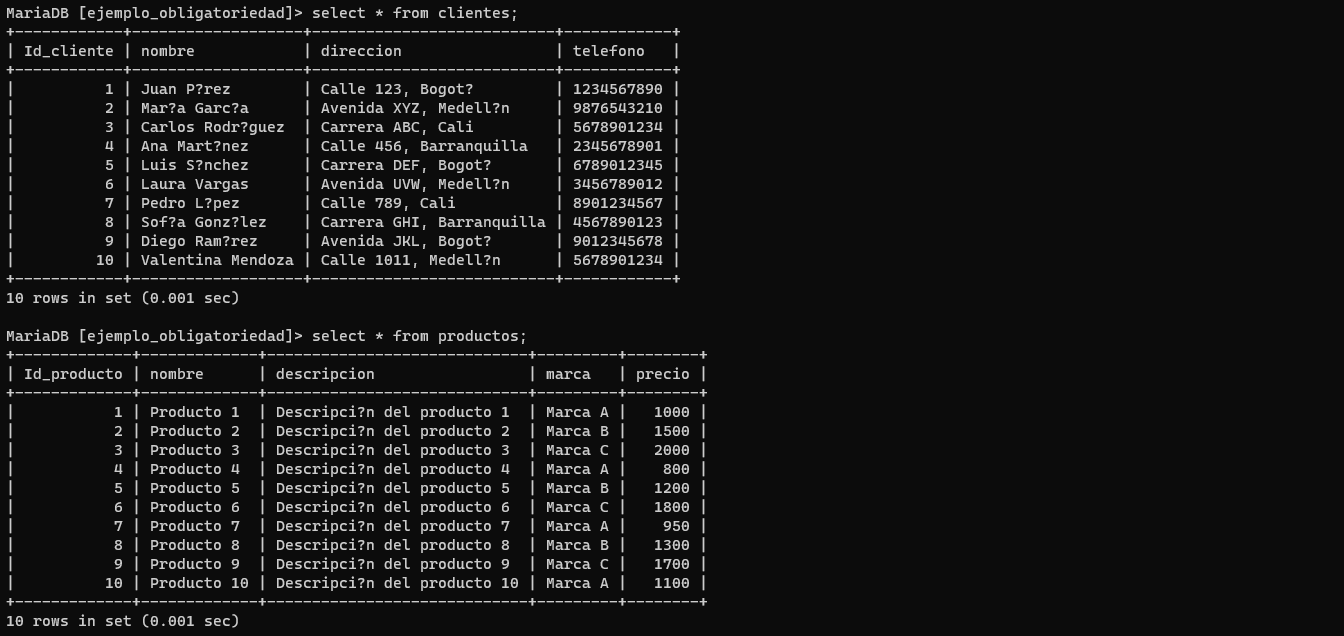 MariaDB [ejemplo_obligatoriedad]> select * from clientes;
+------------+-------------------+---------------------------+------------+
| Id_cliente | nombre            | direccion                 | telefono   |
+------------+-------------------+---------------------------+------------+
|          1 | Juan P?rez        | Calle 123, Bogot?         | 1234567890 |
|          2 | Mar?a Garc?a      | Avenida XYZ, Medell?n     | 9876543210 |
|          3 | Carlos Rodr?guez  | Carrera ABC, Cali         | 5678901234 |
|          4 | Ana Mart?nez      | Calle 456, Barranquilla   | 2345678901 |
|          5 | Luis S?nchez      | Carrera DEF, Bogot?       | 6789012345 |
|          6 | Laura Vargas      | Avenida UVW, Medell?n     | 3456789012 |
|          7 | Pedro L?pez       | Calle 789, Cali           | 8901234567 |
|          8 | Sof?a Gonz?lez    | Carrera GHI, Barranquilla | 4567890123 |
|          9 | Diego Ram?rez     | Avenida JKL, Bogot?       | 9012345678 |
|         10 | Valentina Mendoza | Calle 1011, Medell?n      | 5678901234 |
+------------+-------------------+---------------------------+------------+
10 rows in set (0.001 sec)

MariaDB [ejemplo_obligatoriedad]> select * from productos;
+-------------+-------------+-----------------------------+---------+--------+
| Id_producto | nombre      | descripcion                 | marca   | precio |
+-------------+-------------+-----------------------------+---------+--------+
|           1 | Producto 1  | Descripci?n del producto 1  | Marca A |   1000 |
|           2 | Producto 2  | Descripci?n del producto 2  | Marca B |   1500 |
|           3 | Producto 3  | Descripci?n del producto 3  | Marca C |   2000 |
|           4 | Producto 4  | Descripci?n del producto 4  | Marca A |    800 |
|           5 | Producto 5  | Descripci?n del producto 5  | Marca B |   1200 |
|           6 | Producto 6  | Descripci?n del producto 6  | Marca C |   1800 |
|           7 | Producto 7  | Descripci?n del producto 7  | Marca A |    950 |
|           8 | Producto 8  | Descripci?n del producto 8  | Marca B |   1300 |
|           9 | Producto 9  | Descripci?n del producto 9  | Marca C |   1700 |
|          10 | Producto 10 | Descripci?n del producto 10 | Marca A |   1100 |
+-------------+-------------+-----------------------------+---------+--------+
10 rows in set (0.001 sec)